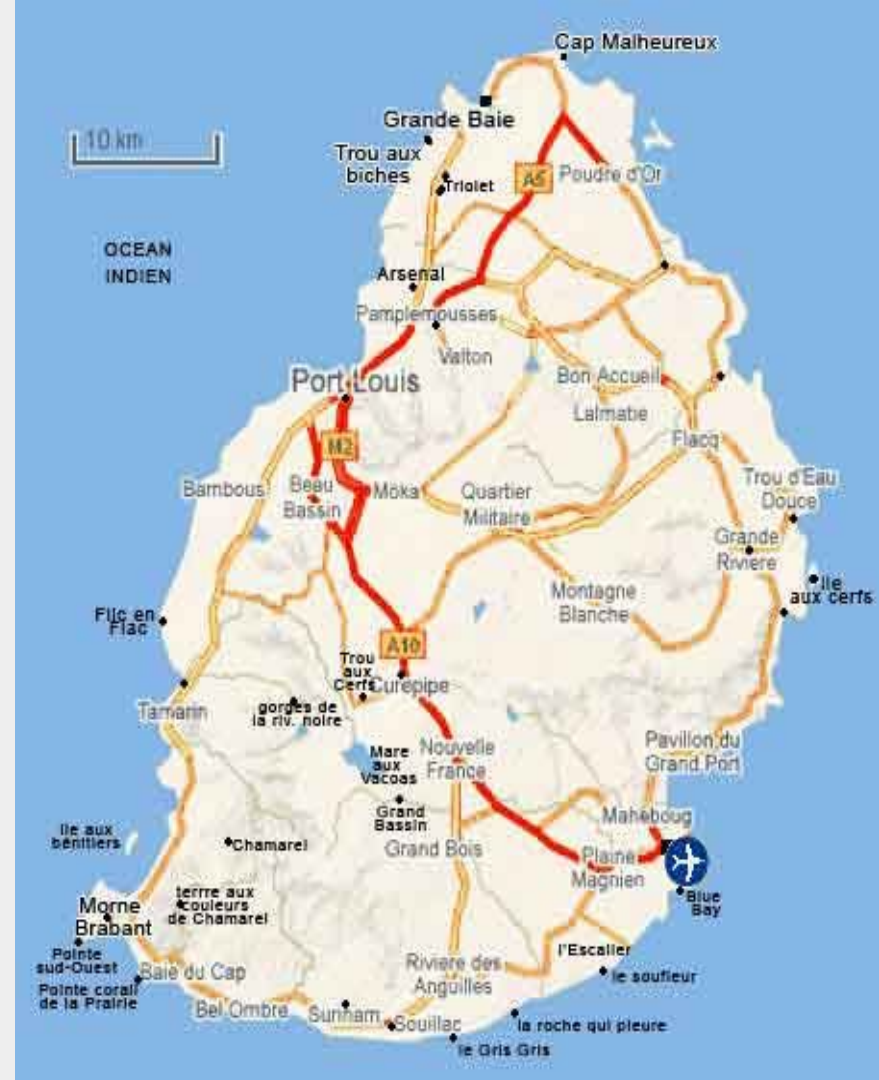 Cap Malheureux
Grande Baie
10 km
Trou aux
biches
Triolet
A5
Poudre d'Or
OCEAN
INDIEN
Arsenal
Pamplemousses
Valton
Port Louis
Bon Accueil
Lalmatie
M2
Flacq
Bambous
Beau
Bassin
Moka
Quartier
Militaire
Trou d'Eau
Douce
Grande
Riviere
Montagne
Blanche
Ile
aux cerfs
Flic en
Flac
A10
Trou
aux
Cerfs
Curepipe
Tamarin
gorges de
la riv. noire
Mare
aux
Vacoas
Nouvelle
France
Pavillon du
Grand Port
Grand
Bassin
Maheboug
Ile aux
bénitiers
Chamarel
Grand Bois
Plaine
Magnien
Blue
Bay
terrre aux
couleurs
de Chamarel
Morne
Brabant
Pointe
sud-Ouest
Baie du Cap
Pointe corail
de la Prairie
l'Escalier
Riviere des
Anguilles
le soufleur
Bel Ombre
Surinam
Souillac
la roche qui pleure
le Gris Gris